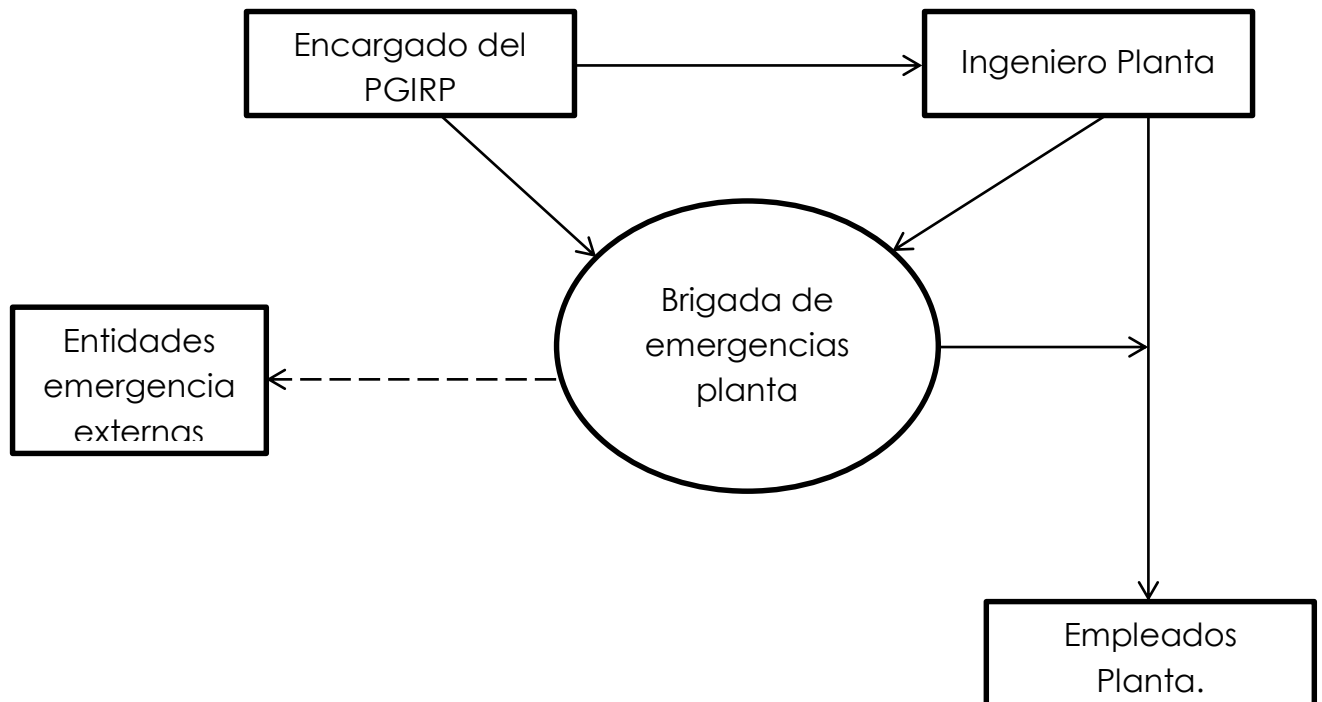 Encargado del
PGIRP
Ingeniero Planta
Brigada de
emergencias
planta
Entidades
emergencia
externas
Empleados
Planta.